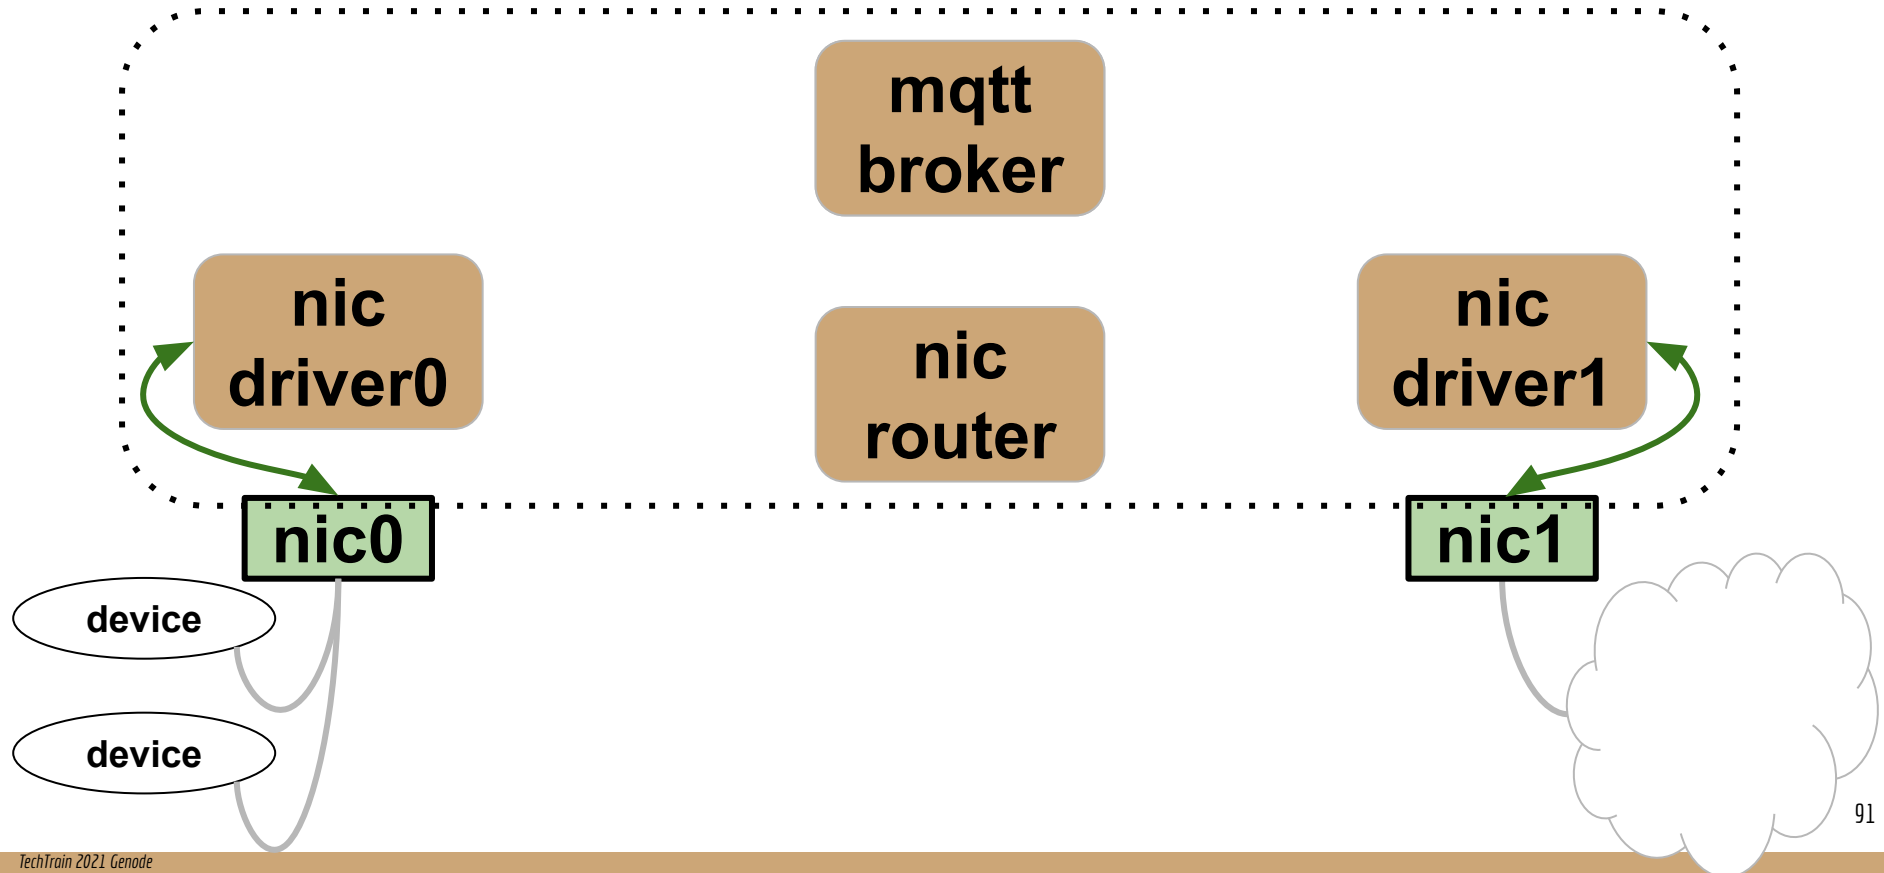 mqtt
broker
nic
driver0
nic
router
nic
driver1
nic0
nic1
device
device
91
TechTrain 2021 Genode